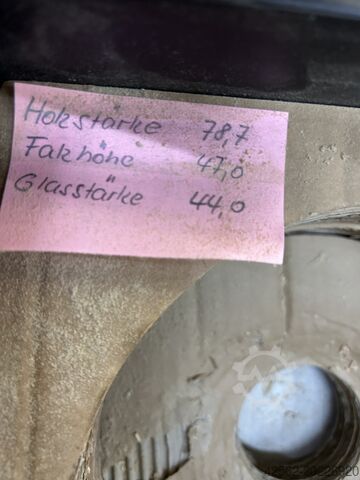 Holzstärke 78,7
Falzhöhe 47,0
Glasstärke 44,0